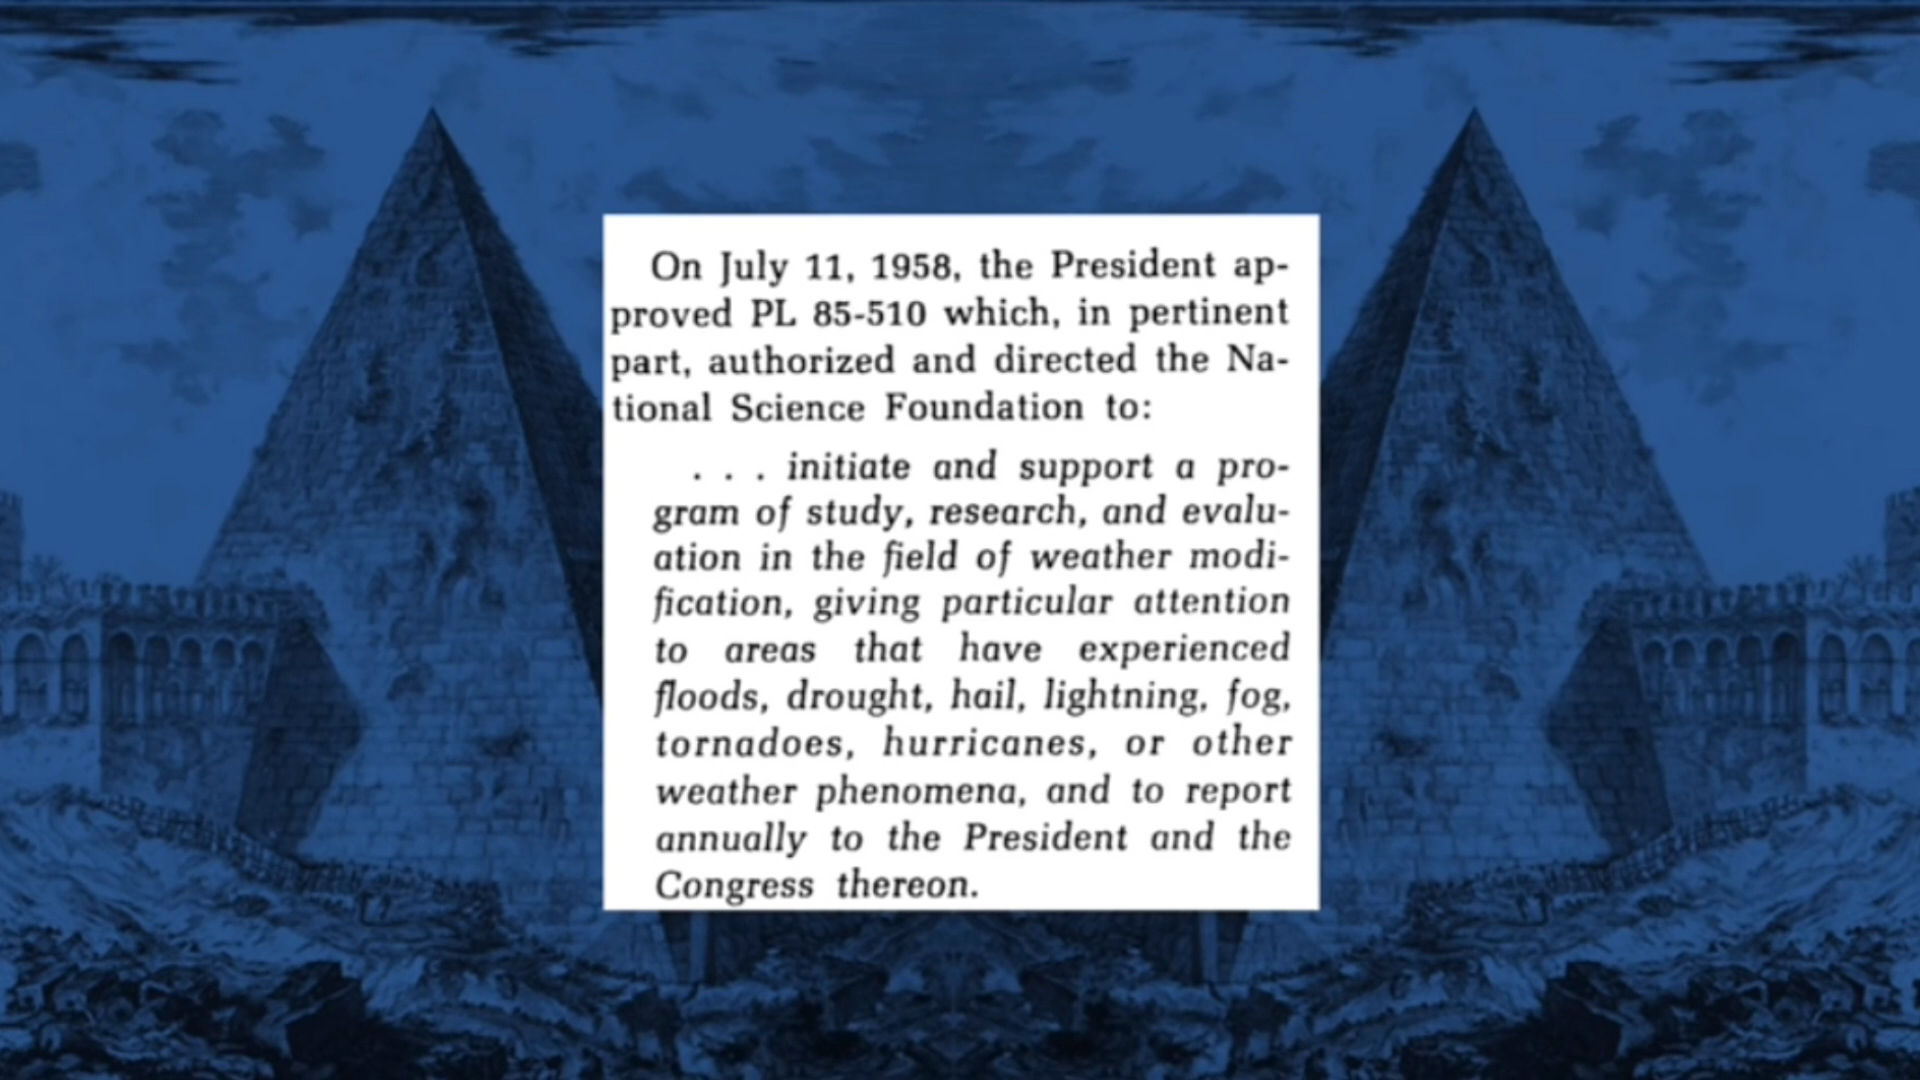 On July 11, 1958, the President ap-
proved PL 85-510 which, in pertinent
part, authorized and directed the Na-
tional Science Foundation to:
. . . initiate and support a pro-
gram of study, research, and evalu-
ation in the field of weather modi-
fication, giving particular attention
to areas that have experienced
floods, drought, hail, lightning, fog,
tornadoes, hurricanes, or other
weather phenomena, and to report
annually to the President and the
Congress thereon.